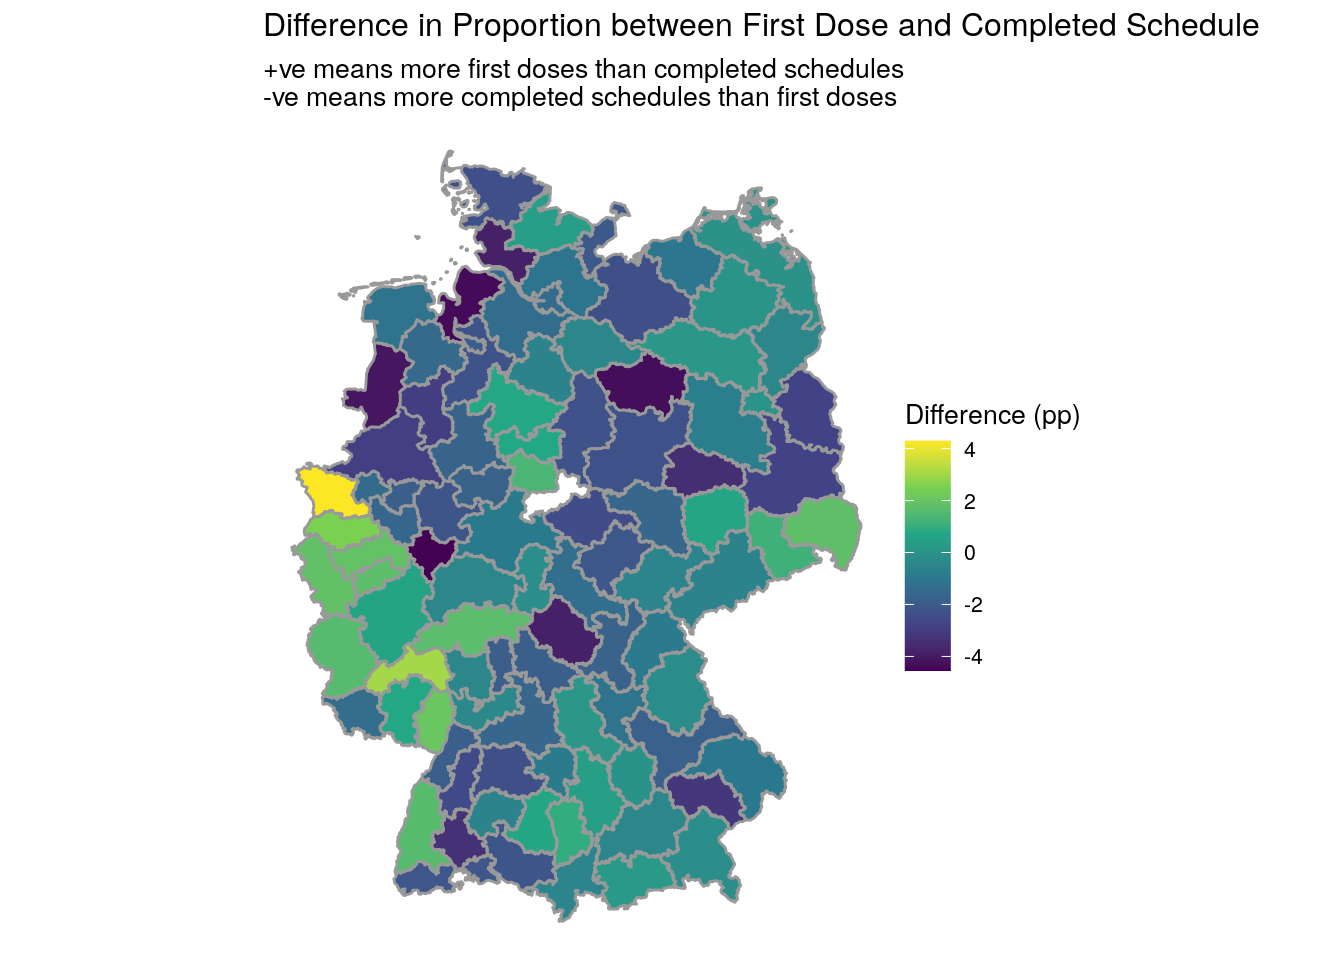 Difference in Proportion between First Dose and Completed Schedule
+ve means more first doses than completed schedules
-ve means more completed schedules than first doses
Difference (pp)
4
2
0
-2
-4